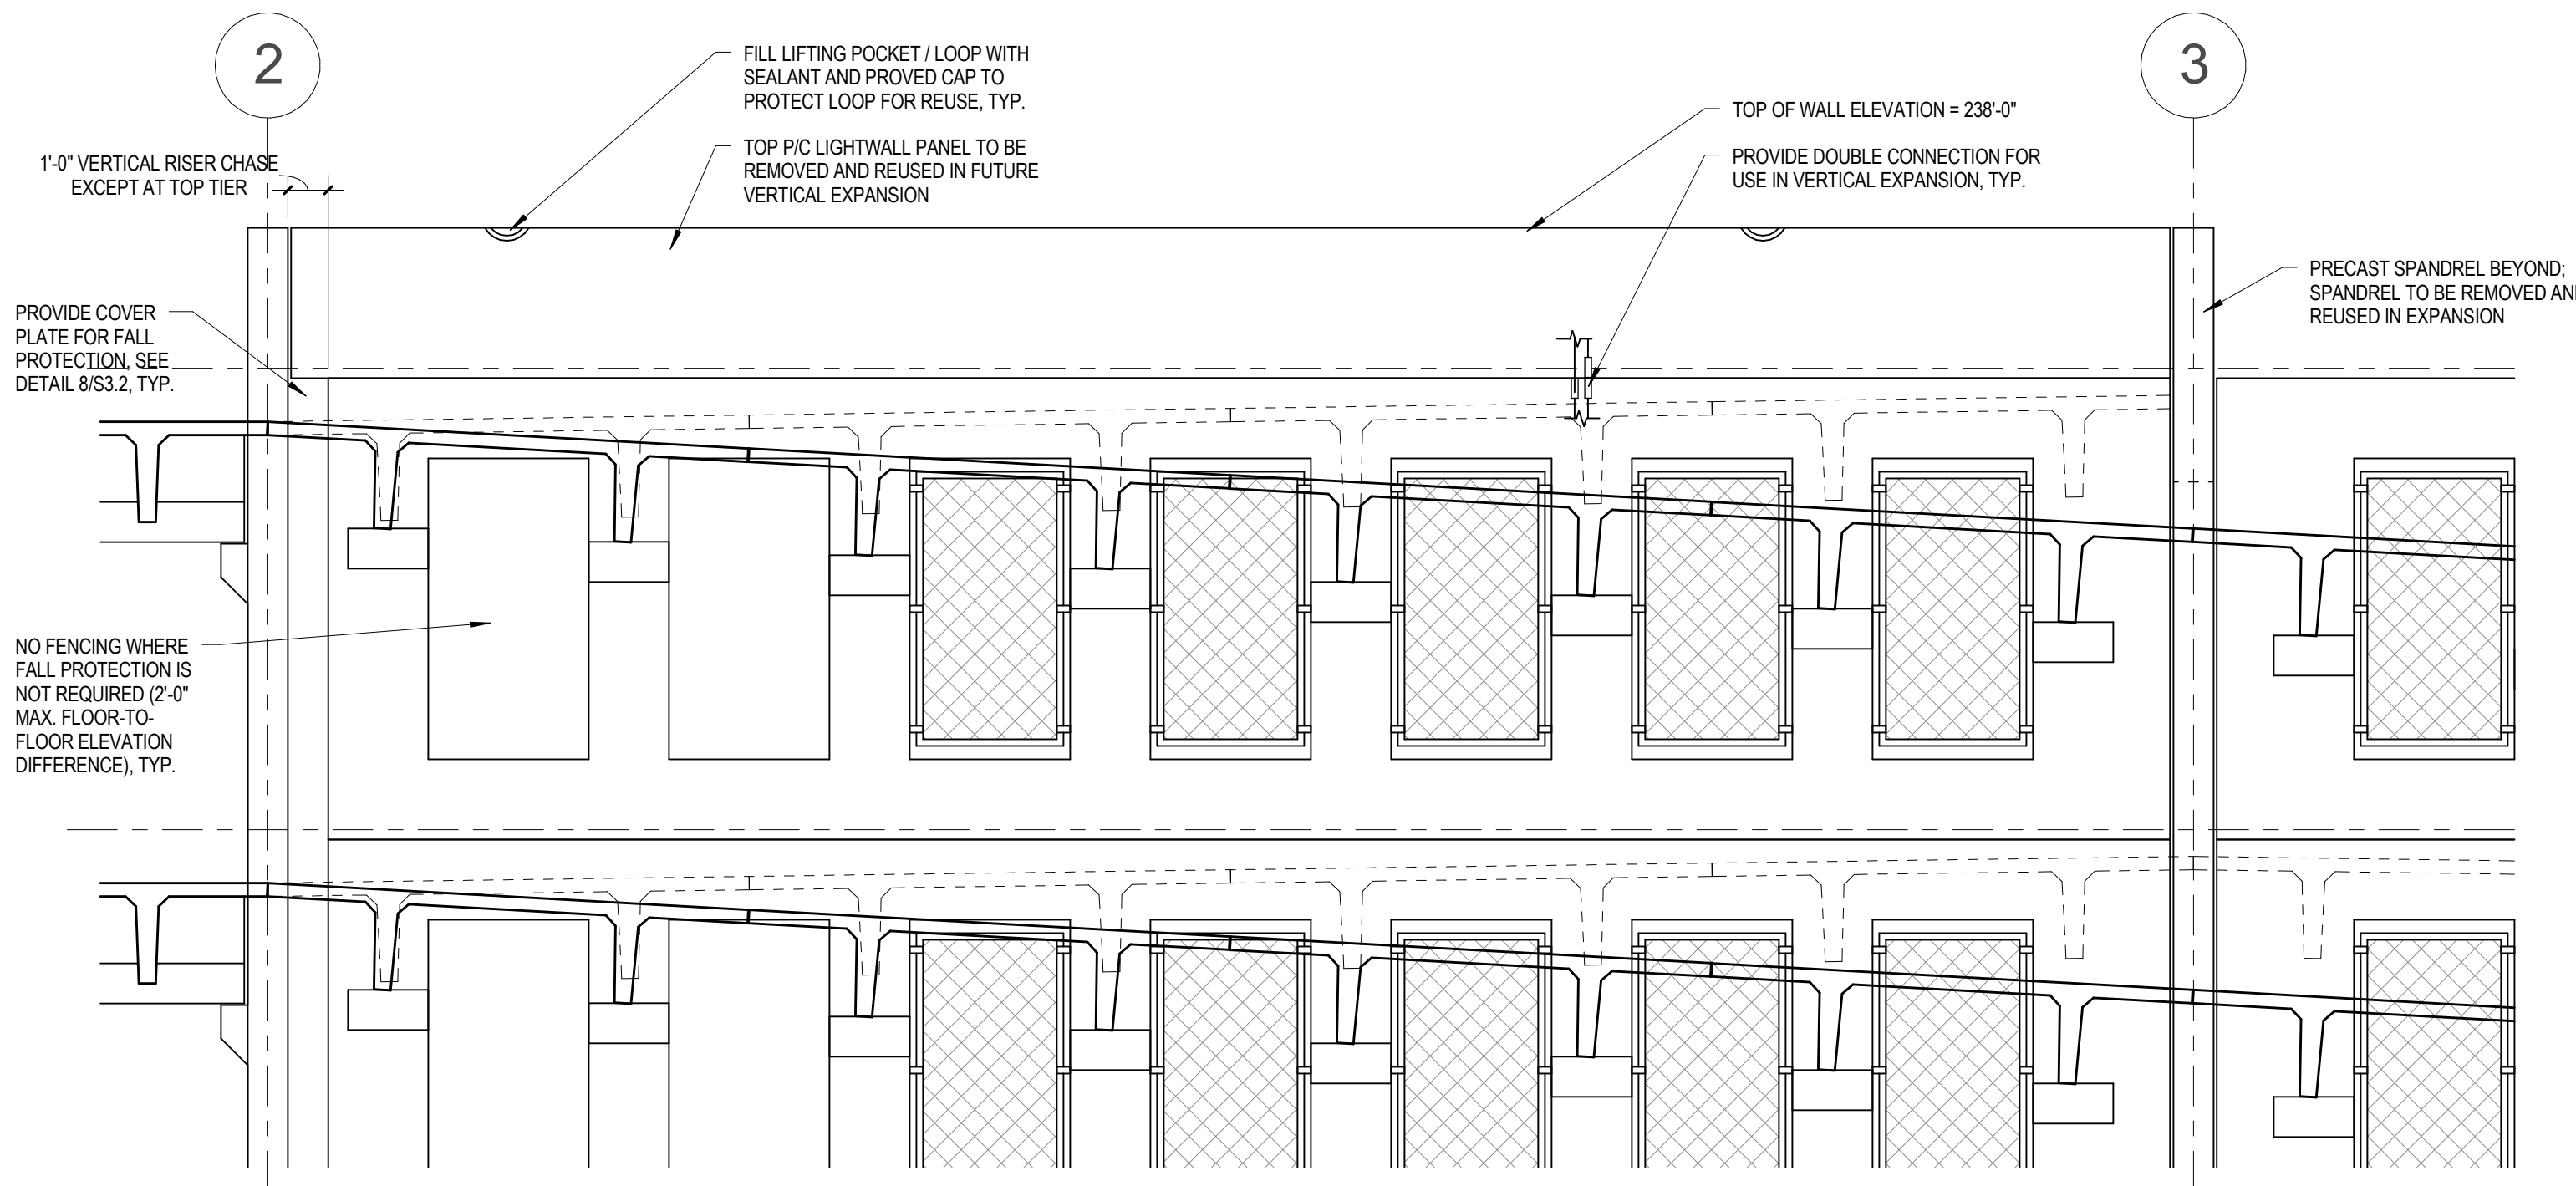 2
3
FILL LIFTING POCKET / LOOP WITH
SEALANT AND PROVED CAP TO
PROTECT LOOP FOR REUSE, TYP.
TOP OF WALL ELEVATION = 238'-0"
1'-0" VERTICAL RISER CHASE
EXCEPT AT TOP TIER
TOP P/C LIGHTWALL PANEL TO BE
REMOVED AND REUSED IN FUTURE
VERTICAL EXPANSION
PROVIDE DOUBLE CONNECTION FOR
USE IN VERTICAL EXPANSION, TYP.
PRECAST SPANDREL BEYOND;
SPANDREL TO BE REMOVED AN
REUSED IN EXPANSION
PROVIDE COVER
PLATE FOR FALL
PROTECTION, SEE
DETAIL 8/S3.2, TYP.
NO FENCING WHERE
FALL PROTECTION IS
NOT REQUIRED (2'-0"
MAX. FLOOR-TO-
FLOOR ELEVATION
DIFFERENCE), TYP.